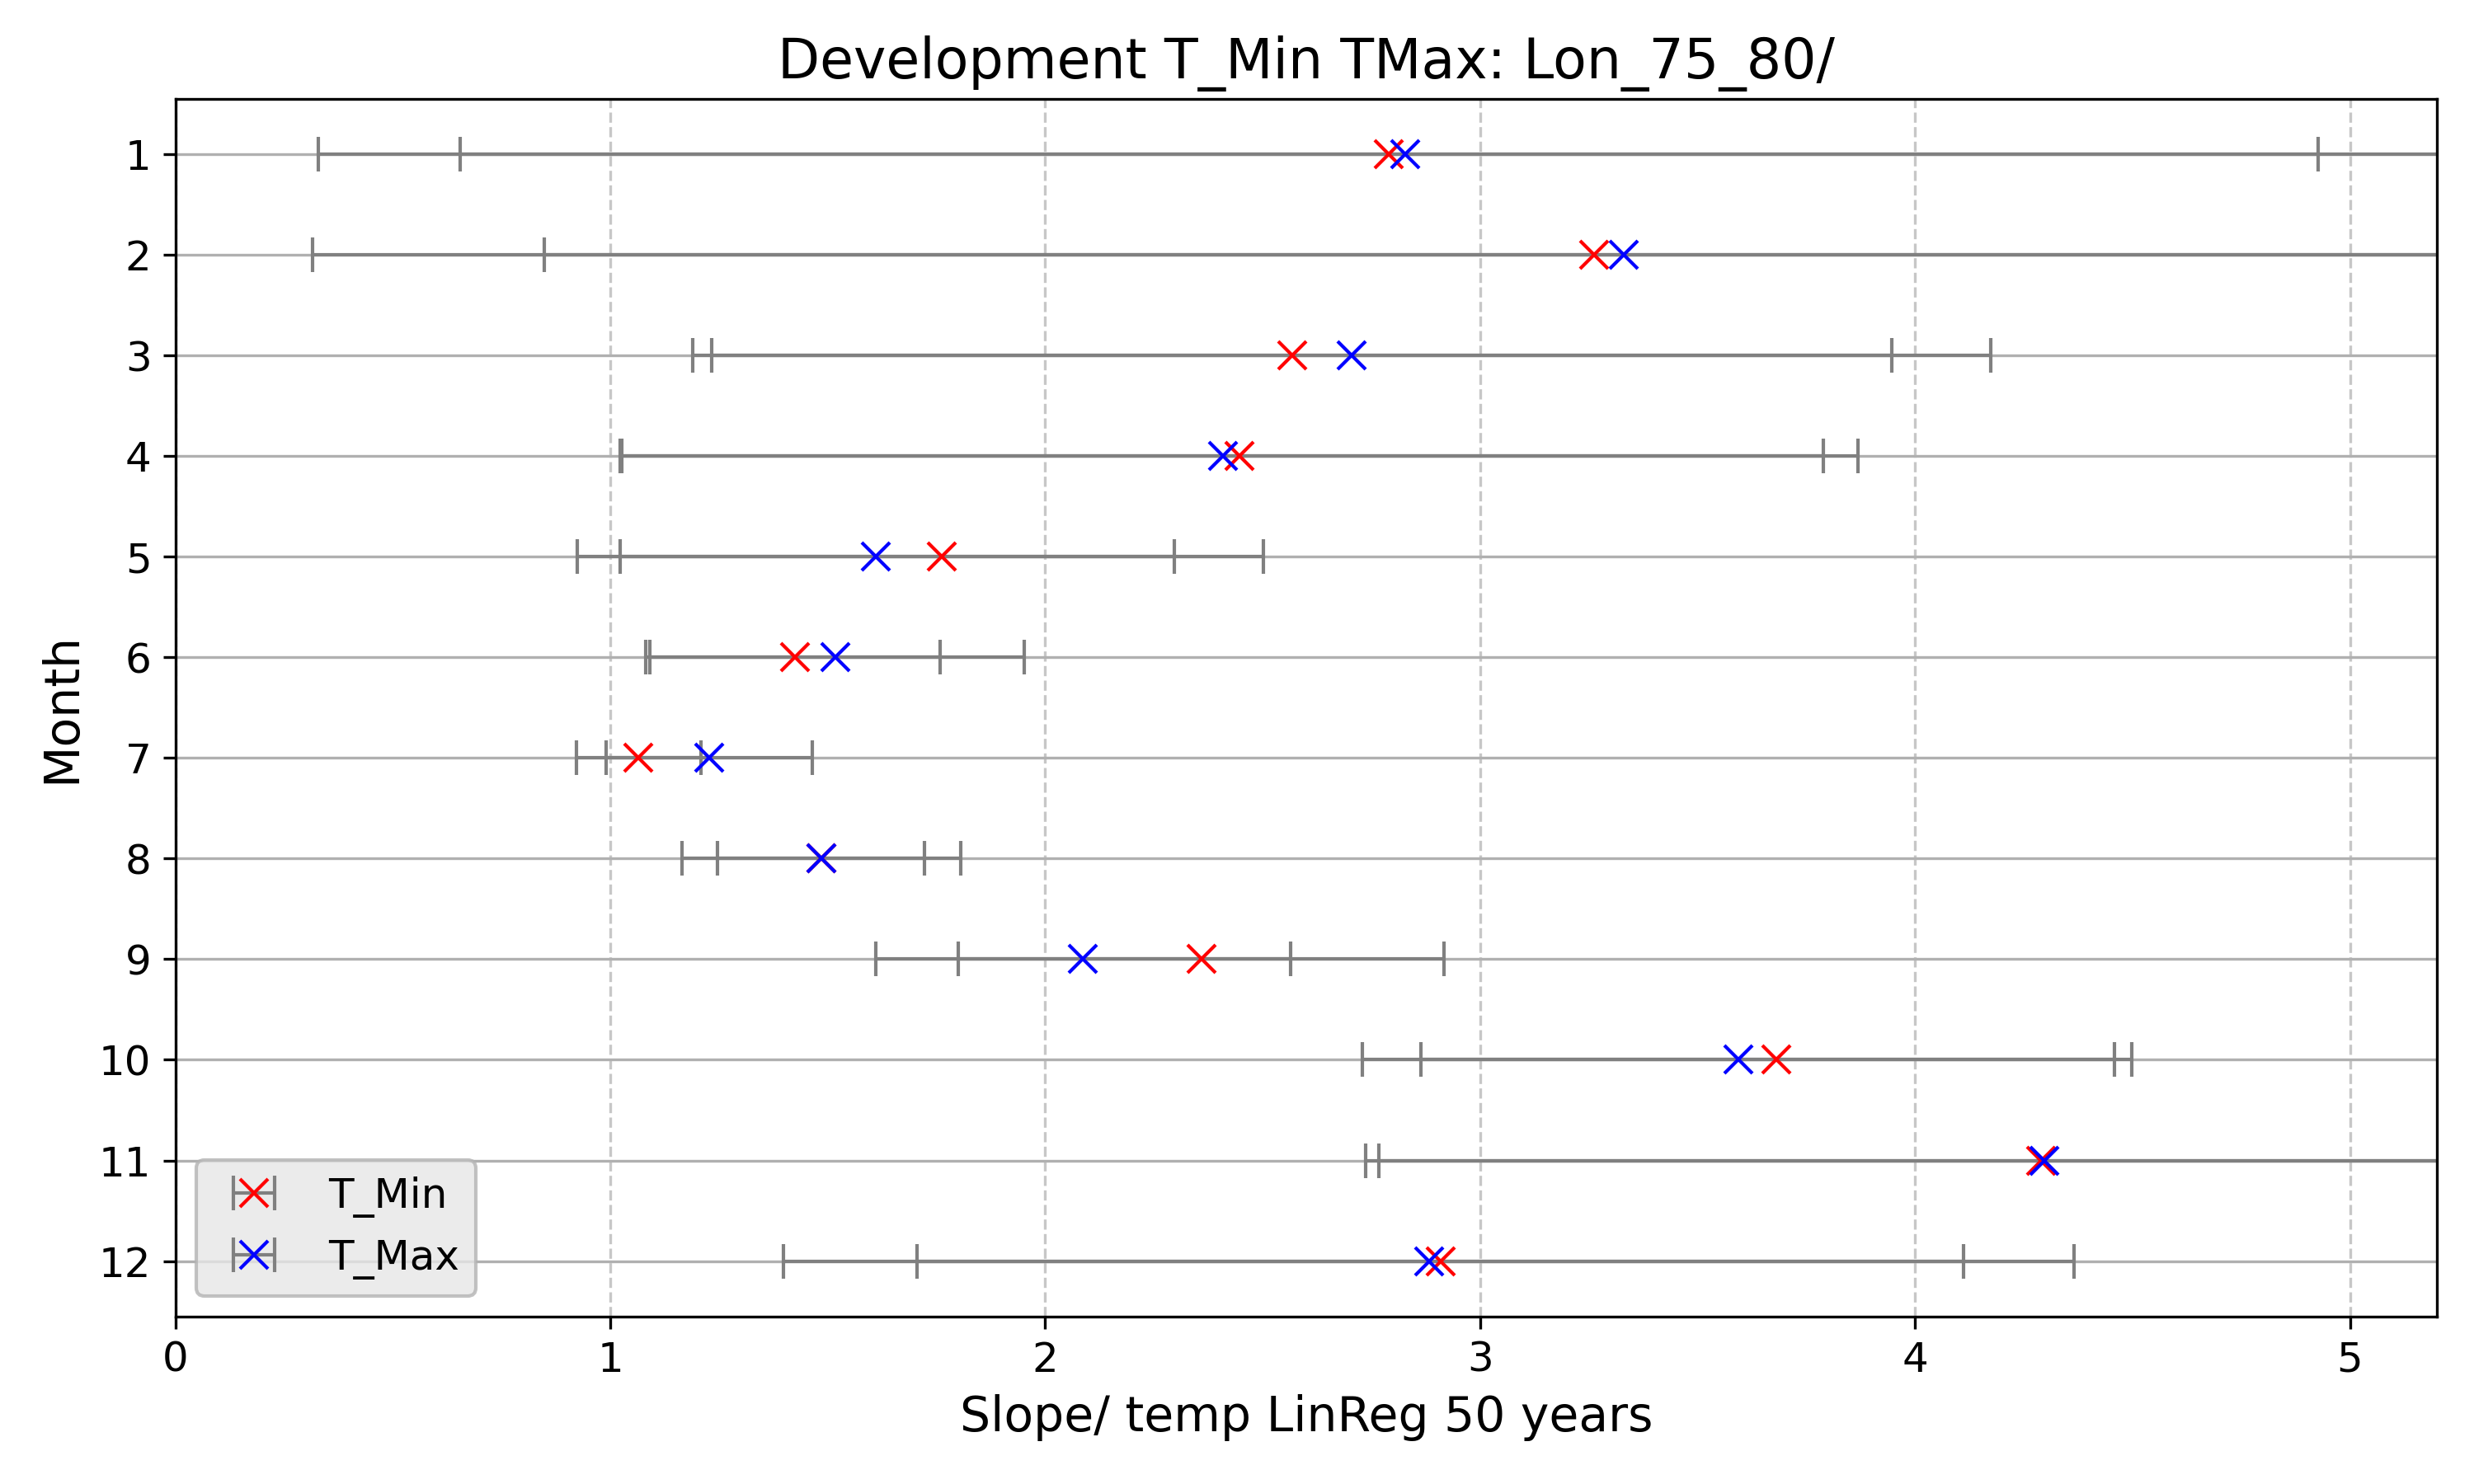 Development T_Min TMax: Lon_75_80/
1
2
3
4
5
6
7
8
9
10
11
12
Month
T_Min
T_Max
0 1 2 3 4 5
Slope/ temp LinReg 50 years